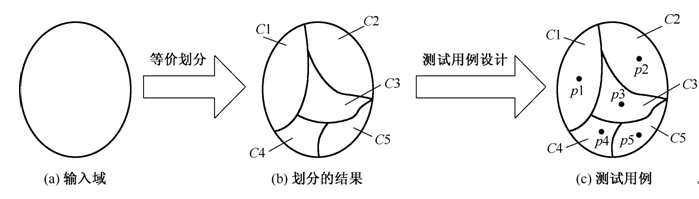 C1
C2
C3
C4
C5
等价划分
测试用例设计
C1
C2
C3
C4
C5
p1
p2
p3
p4
p5
(a) 输入域
(b) 划分的结果
(c) 测试用例